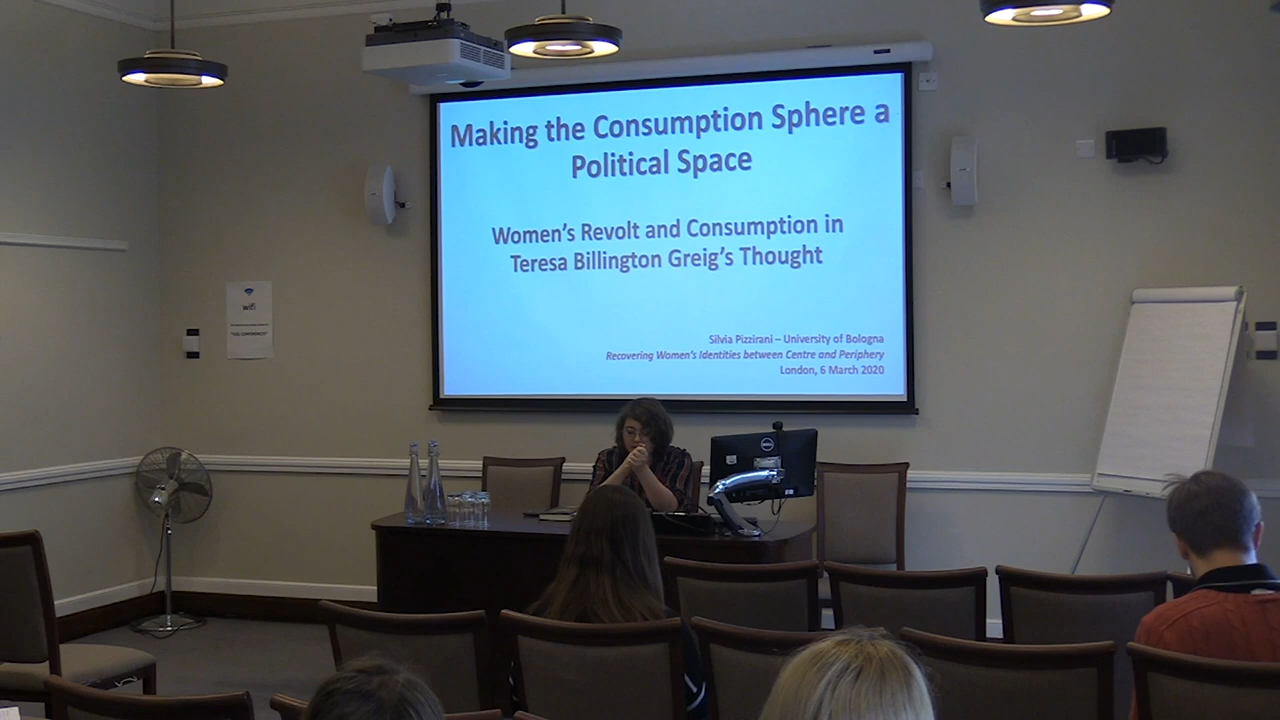 Making the Consumption Sphere a
Political Space
Women's Revolt and Consumption in
Teresa Billington Greig's Thought
Silvia Pizzirani – University of Bologna
Recovering Women's Identities between Centre and Periphery
London, 6 March 2020
wifi
DELL